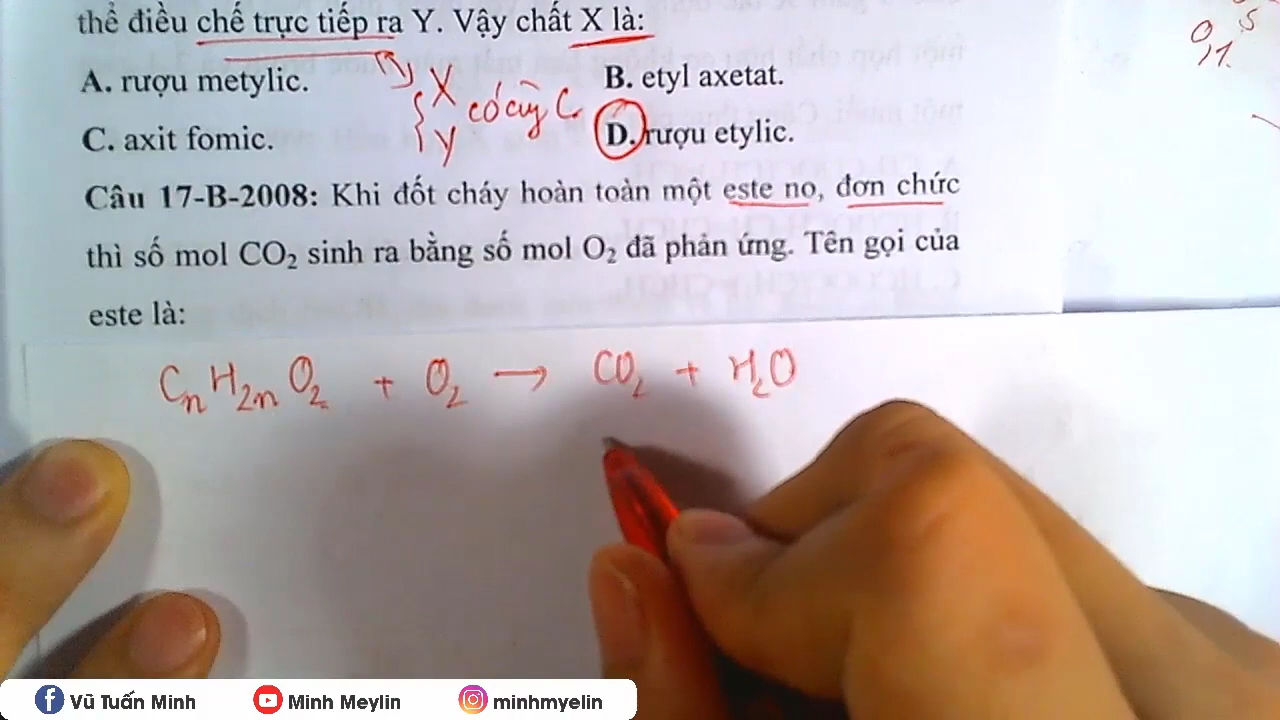 thể điều chế trực tiếp ra Y. Vậy chất X là:
A. rượu metylic.
B. etyl axetat.
X
Y
có cùng C.
C. axit fomic.
D. rượu etylic.
Câu 17-B-2008: Khi đốt cháy hoàn toàn một este no, đơn chức
thì số mol CO₂ sinh ra bằng số mol O₂ đã phản ứng. Tên gọi của
este là:
CₙH₂ₙO₂ + O₂ → CO₂ + H₂O
Vũ Tuấn Minh
Minh Meylin
minhmyelin